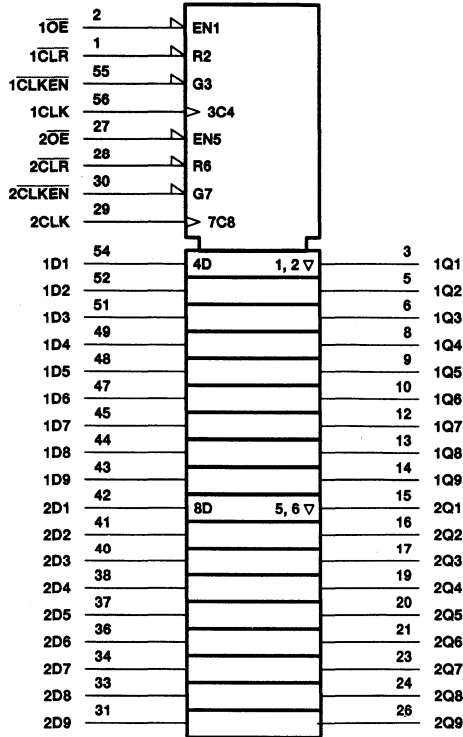 1OE 2 EN1
1CLR 1 R2
1CLKEN 55 G3
1CLK 56 3C4
2OE 27 EN5
2CLR 28 R6
2CLKEN 30 G7
2CLK 29 7C8
1D1 54 4D 1, 2 ▽ 3 1Q1
1D2 52 5 1Q2
1D3 51 6 1Q3
1D4 49 8 1Q4
1D5 48 9 1Q5
1D6 47 10 1Q6
1D7 45 12 1Q7
1D8 44 13 1Q8
1D9 43 14 1Q9
2D1 42 8D 5, 6 ▽ 15 2Q1
2D2 41 16 2Q2
2D3 40 17 2Q3
2D4 38 19 2Q4
2D5 37 20 2Q5
2D6 36 21 2Q6
2D7 34 23 2Q7
2D8 33 24 2Q8
2D9 31 26 2Q9